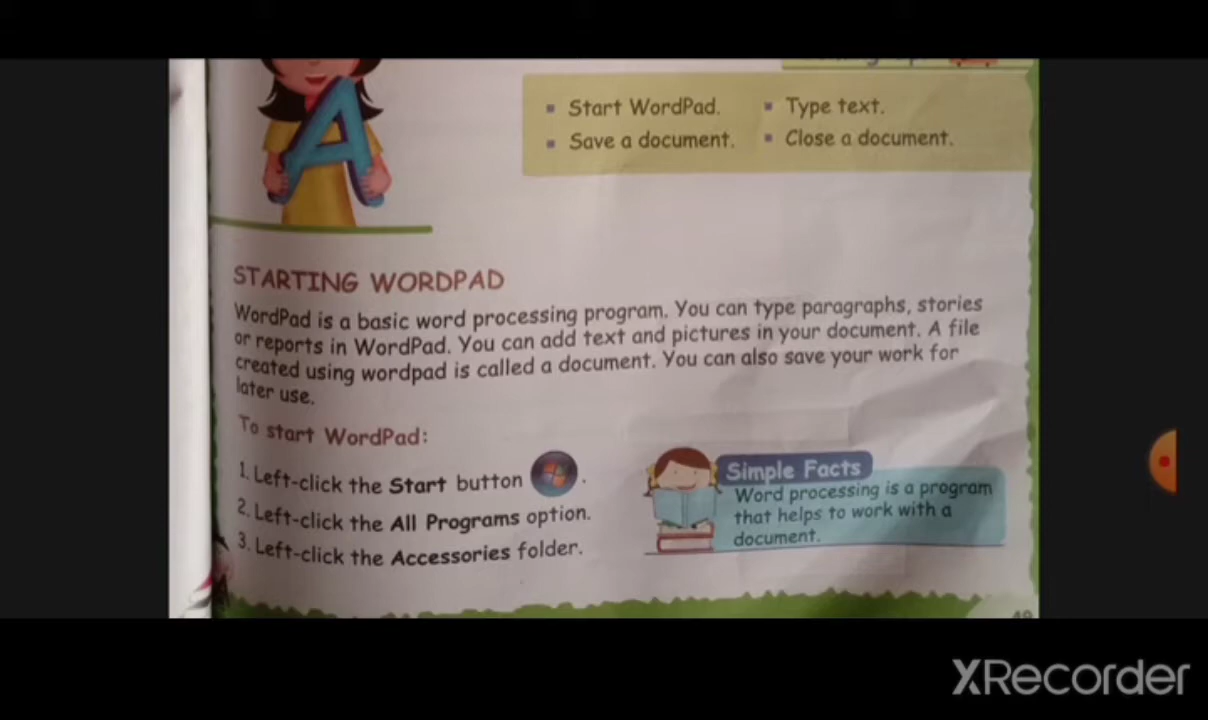 Start WordPad.
Type text.
Save a document.
Close a document.
STARTING WORDPAD
WordPad is a basic word processing program. You can type paragraphs, stories
or reports in WordPad. You can add text and pictures in your document. A file
created using wordpad is called a document. You can also save your work for
later use.
To start WordPad:
1. Left-click the Start button .
2. Left-click the All Programs option.
3. Left-click the Accessories folder.
Simple Facts
Word processing is a program
that helps to work with a
document.
A
XRecorder